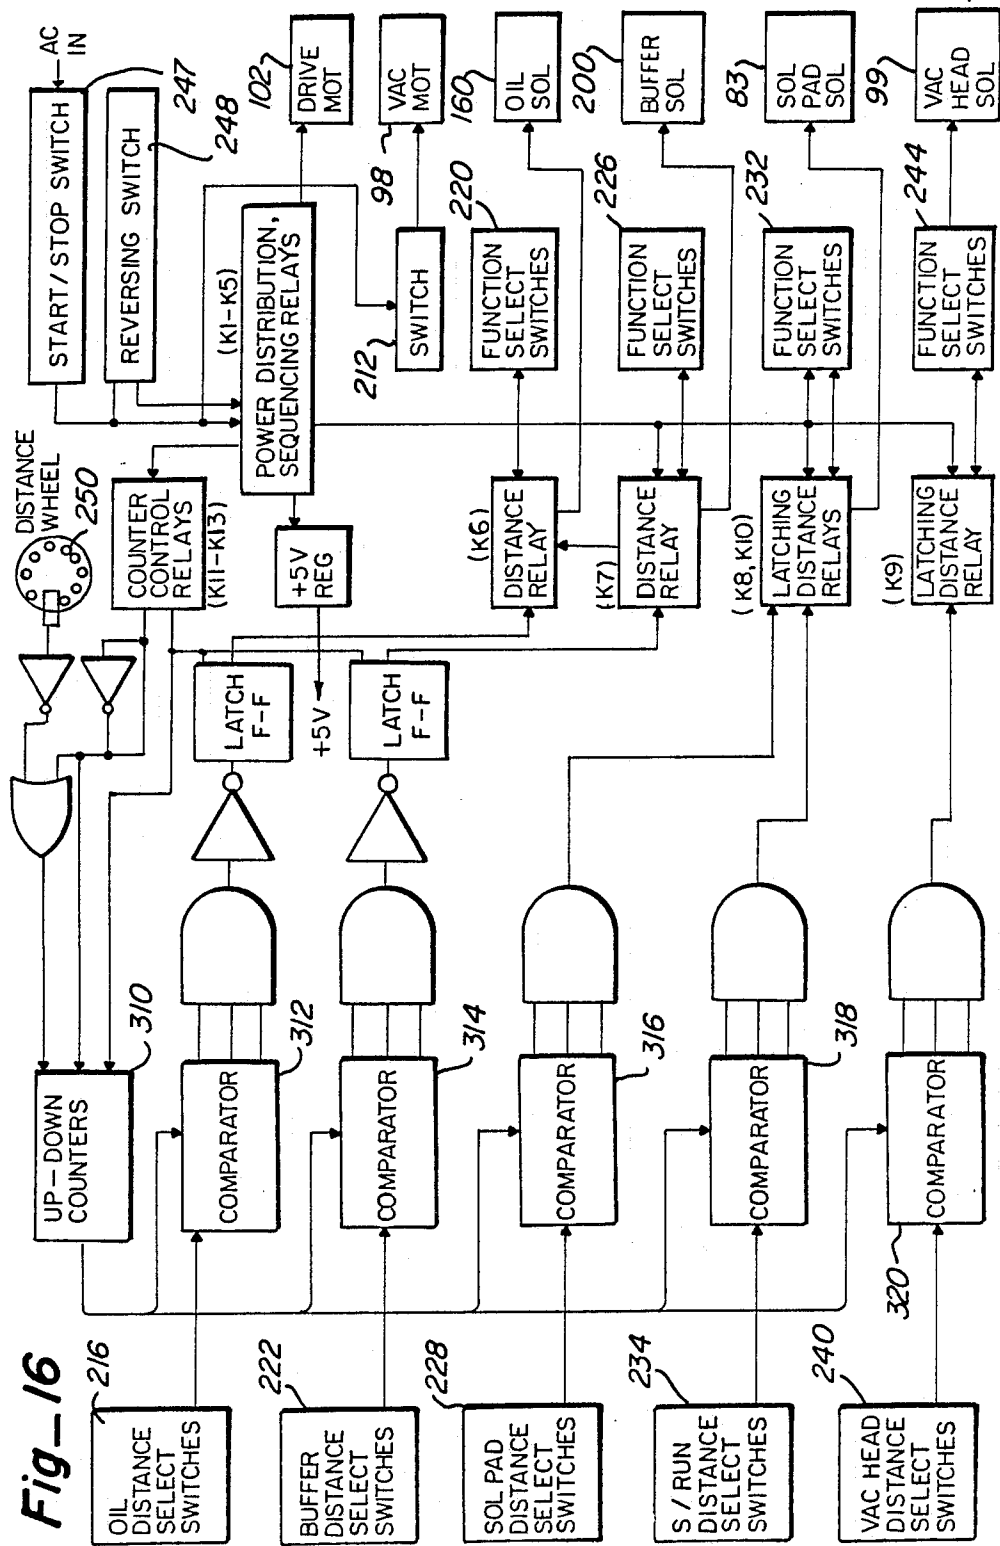 Fig_16
OIL
DISTANCE
SELECT
SWITCHES
216
BUFFER
DISTANCE
SELECT
SWITCHES
222
SOL PAD
DISTANCE
SELECT
SWITCHES
228
S / RUN
DISTANCE
SELECT
SWITCHES
234
VAC HEAD
DISTANCE
SELECT
SWITCHES
240
UP-DOWN
COUNTERS
310
COMPARATOR
312
COMPARATOR
314
COMPARATOR
316
COMPARATOR
318
COMPARATOR
320
LATCH
F-F
LATCH
F-F
+5V
+5V
REG
DISTANCE
WHEEL
250
COUNTER
CONTROL
RELAYS
(K11-K13)
POWER DISTRIBUTION,
SEQUENCING RELAYS
(K1-K5)
(K6)
DISTANCE
RELAY
(K7)
DISTANCE
RELAY
(K8, K10)
LATCHING
DISTANCE
RELAYS
(K9)
LATCHING
DISTANCE
RELAY
START/STOP SWITCH
AC
IN
247
REVERSING SWITCH
248
SWITCH
212
FUNCTION
SELECT
SWITCHES
220
FUNCTION
SELECT
SWITCHES
226
FUNCTION
SELECT
SWITCHES
232
FUNCTION
SELECT
SWITCHES
244
DRIVE
MOT
102
VAC
MOT
98
OIL
SOL
160
BUFFER
SOL
200
SOL
PAD
SOL
83
VAC
HEAD
SOL
99